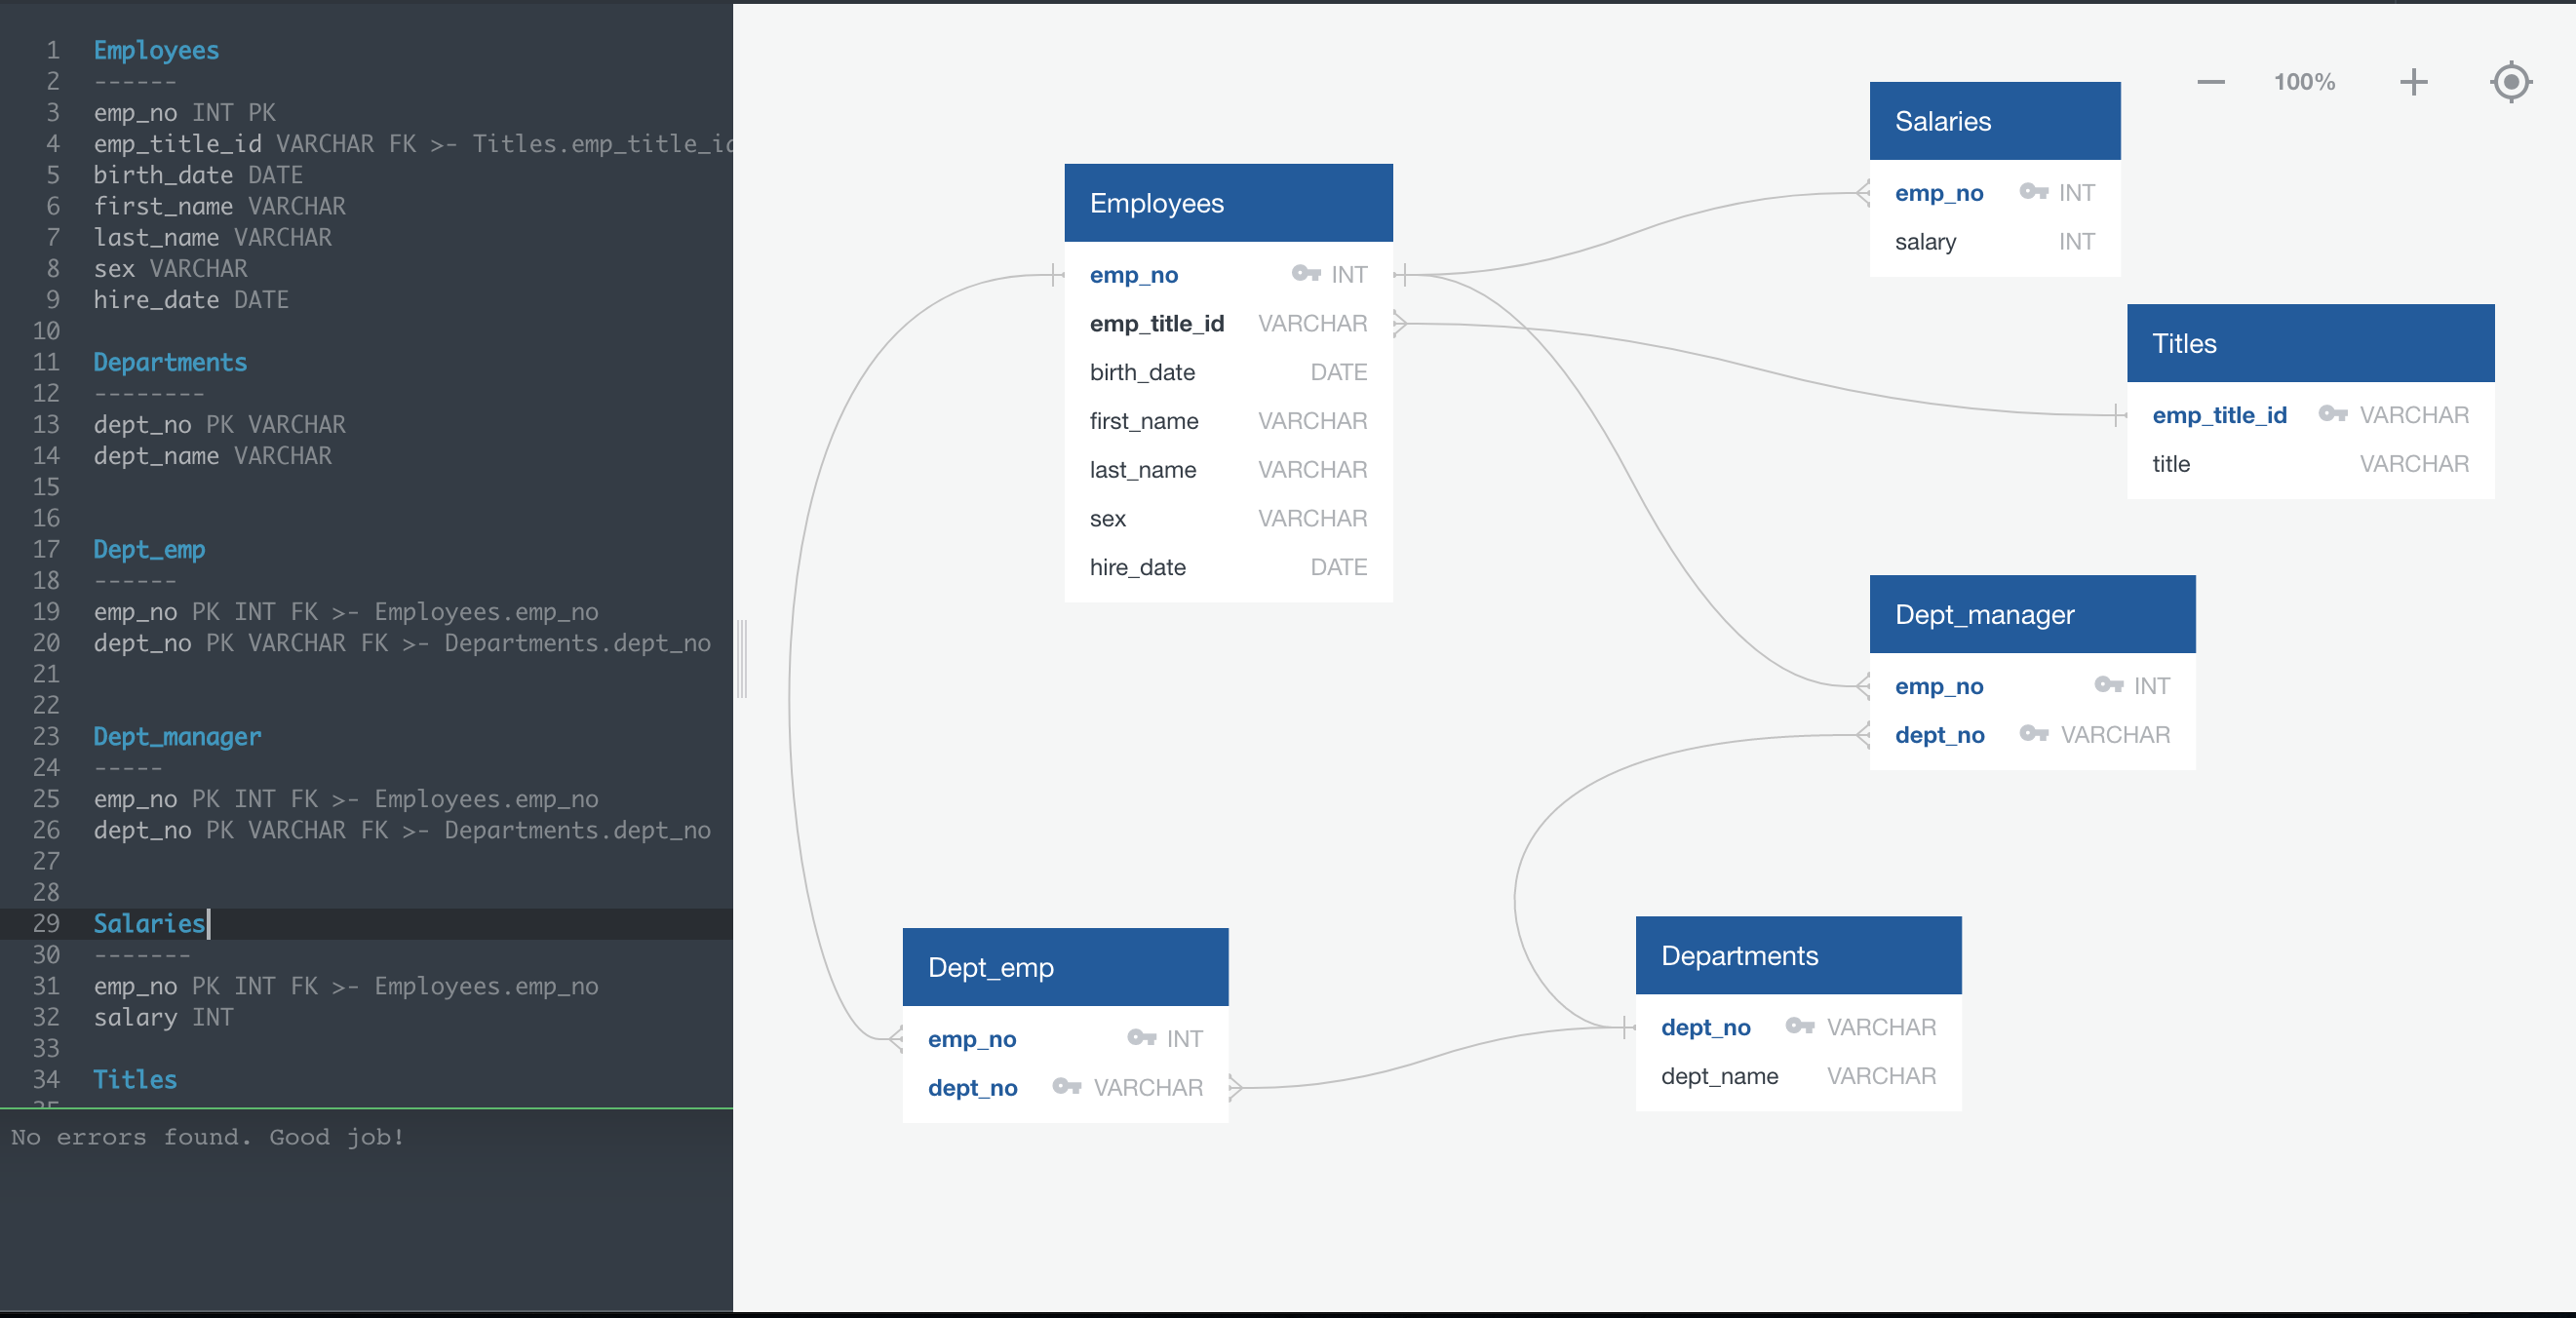 1 Employees
2 ------
3 emp_no INT PK
4 emp_title_id VARCHAR FK >- Titles.emp_title_id
5 birth_date DATE
6 first_name VARCHAR
7 last_name VARCHAR
8 sex VARCHAR
9 hire_date DATE
10
11 Departments
12 --------
13 dept_no PK VARCHAR
14 dept_name VARCHAR
15
16
17 Dept_emp
18 ------
19 emp_no PK INT FK >- Employees.emp_no
20 dept_no PK VARCHAR FK >- Departments.dept_no
21
22
23 Dept_manager
24 -----
25 emp_no PK INT FK >- Employees.emp_no
26 dept_no PK VARCHAR FK >- Departments.dept_no
27
28
29 Salaries
30 -------
31 emp_no PK INT FK >- Employees.emp_no
32 salary INT
33
34 Titles
35
No errors found. Good job!
100%
Employees
emp_no INT
emp_title_id VARCHAR
birth_date DATE
first_name VARCHAR
last_name VARCHAR
sex VARCHAR
hire_date DATE
Salaries
emp_no INT
salary INT
Titles
emp_title_id VARCHAR
title VARCHAR
Dept_manager
emp_no INT
dept_no VARCHAR
Dept_emp
emp_no INT
dept_no VARCHAR
Departments
dept_no VARCHAR
dept_name VARCHAR